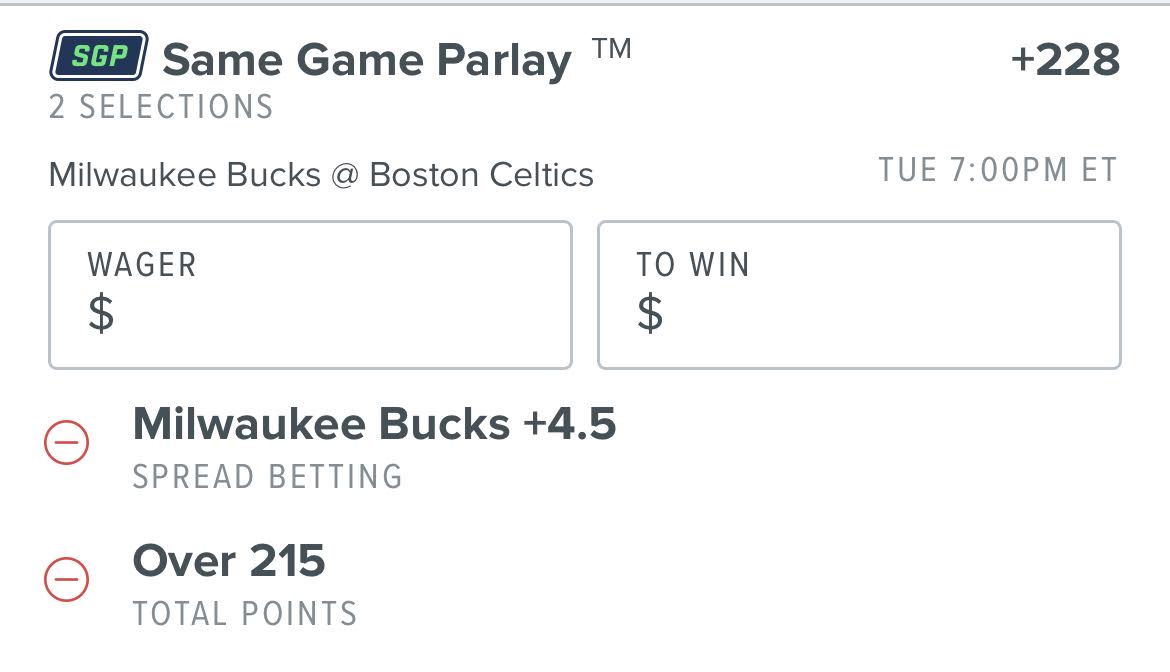 SGP Same Game Parlay ™ +228
2 SELECTIONS
Milwaukee Bucks @ Boston Celtics TUE 7:00PM ET
WAGER TO WIN
$ $
Milwaukee Bucks +4.5
SPREAD BETTING
Over 215
TOTAL POINTS